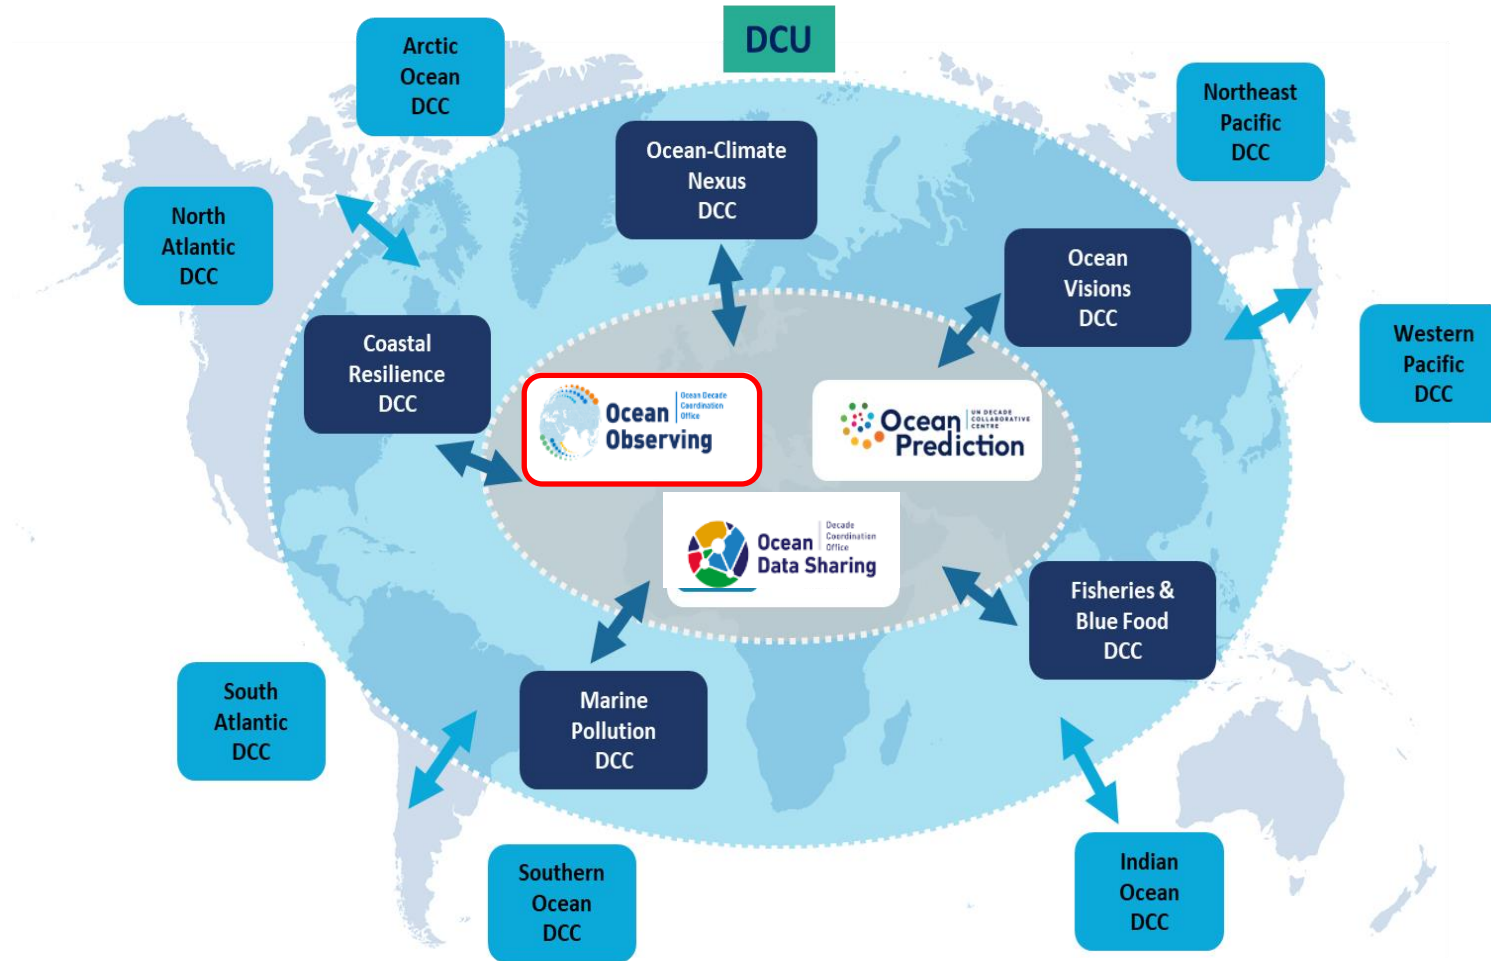 DCU
Arctic
Ocean
DCC
Northeast
Pacific
DCC
Ocean-Climate
Nexus
DCC
North
Atlantic
DCC
Ocean
Visions
DCC
Coastal
Resilience
DCC
Western
Pacific
DCC
Ocean
Observing
Ocean Decade
Coordination
Office
Ocean
Prediction
UN DECADE
COLLABORATIVE
CENTRE
Ocean
Data Sharing
Decade
Coordination
Office
Fisheries &
Blue Food
DCC
South
Atlantic
DCC
Marine
Pollution
DCC
Southern
Ocean
DCC
Indian
Ocean
DCC